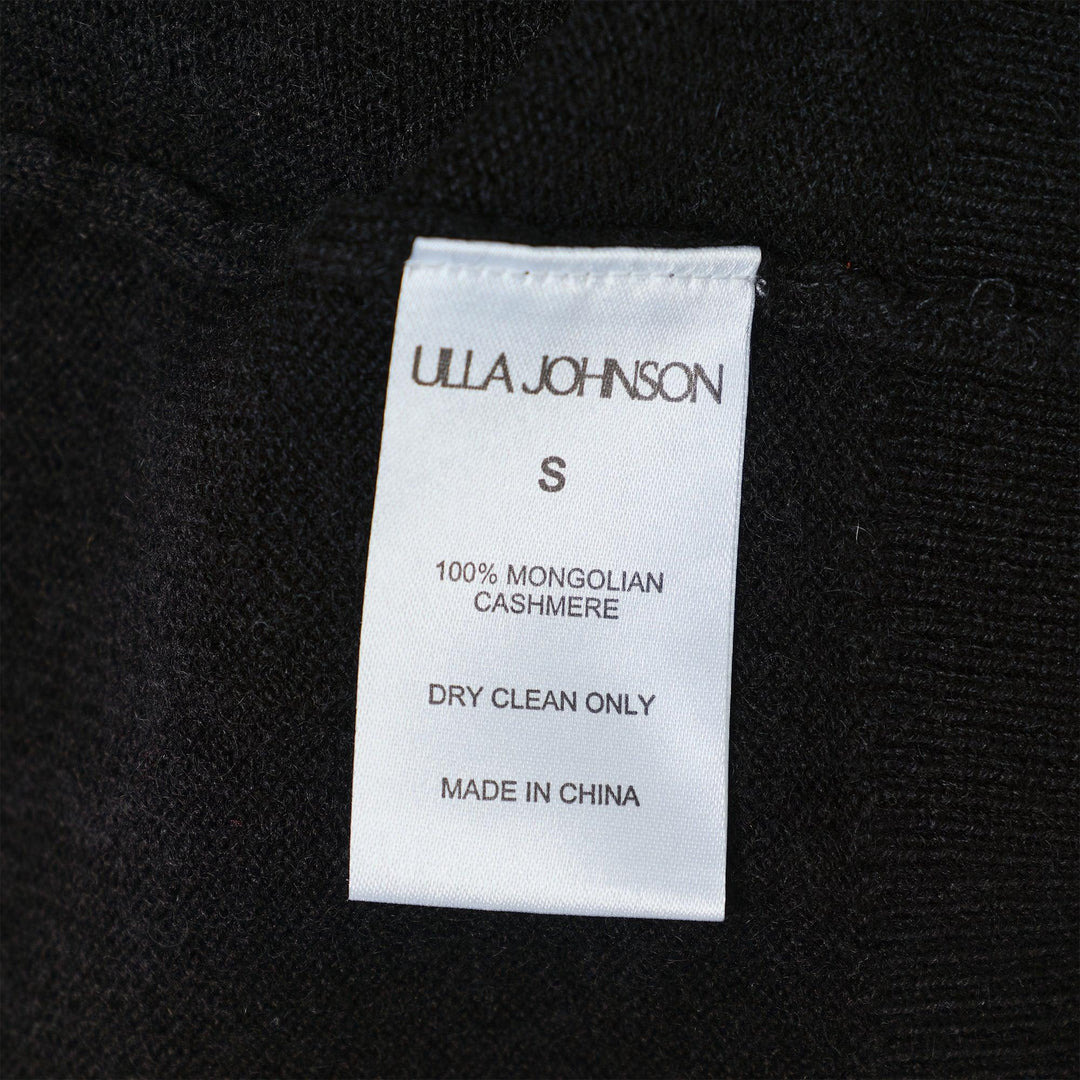 ULLA JOHNSON
S
100% MONGOLIAN
CASHMERE
DRY CLEAN ONLY
MADE IN CHINA